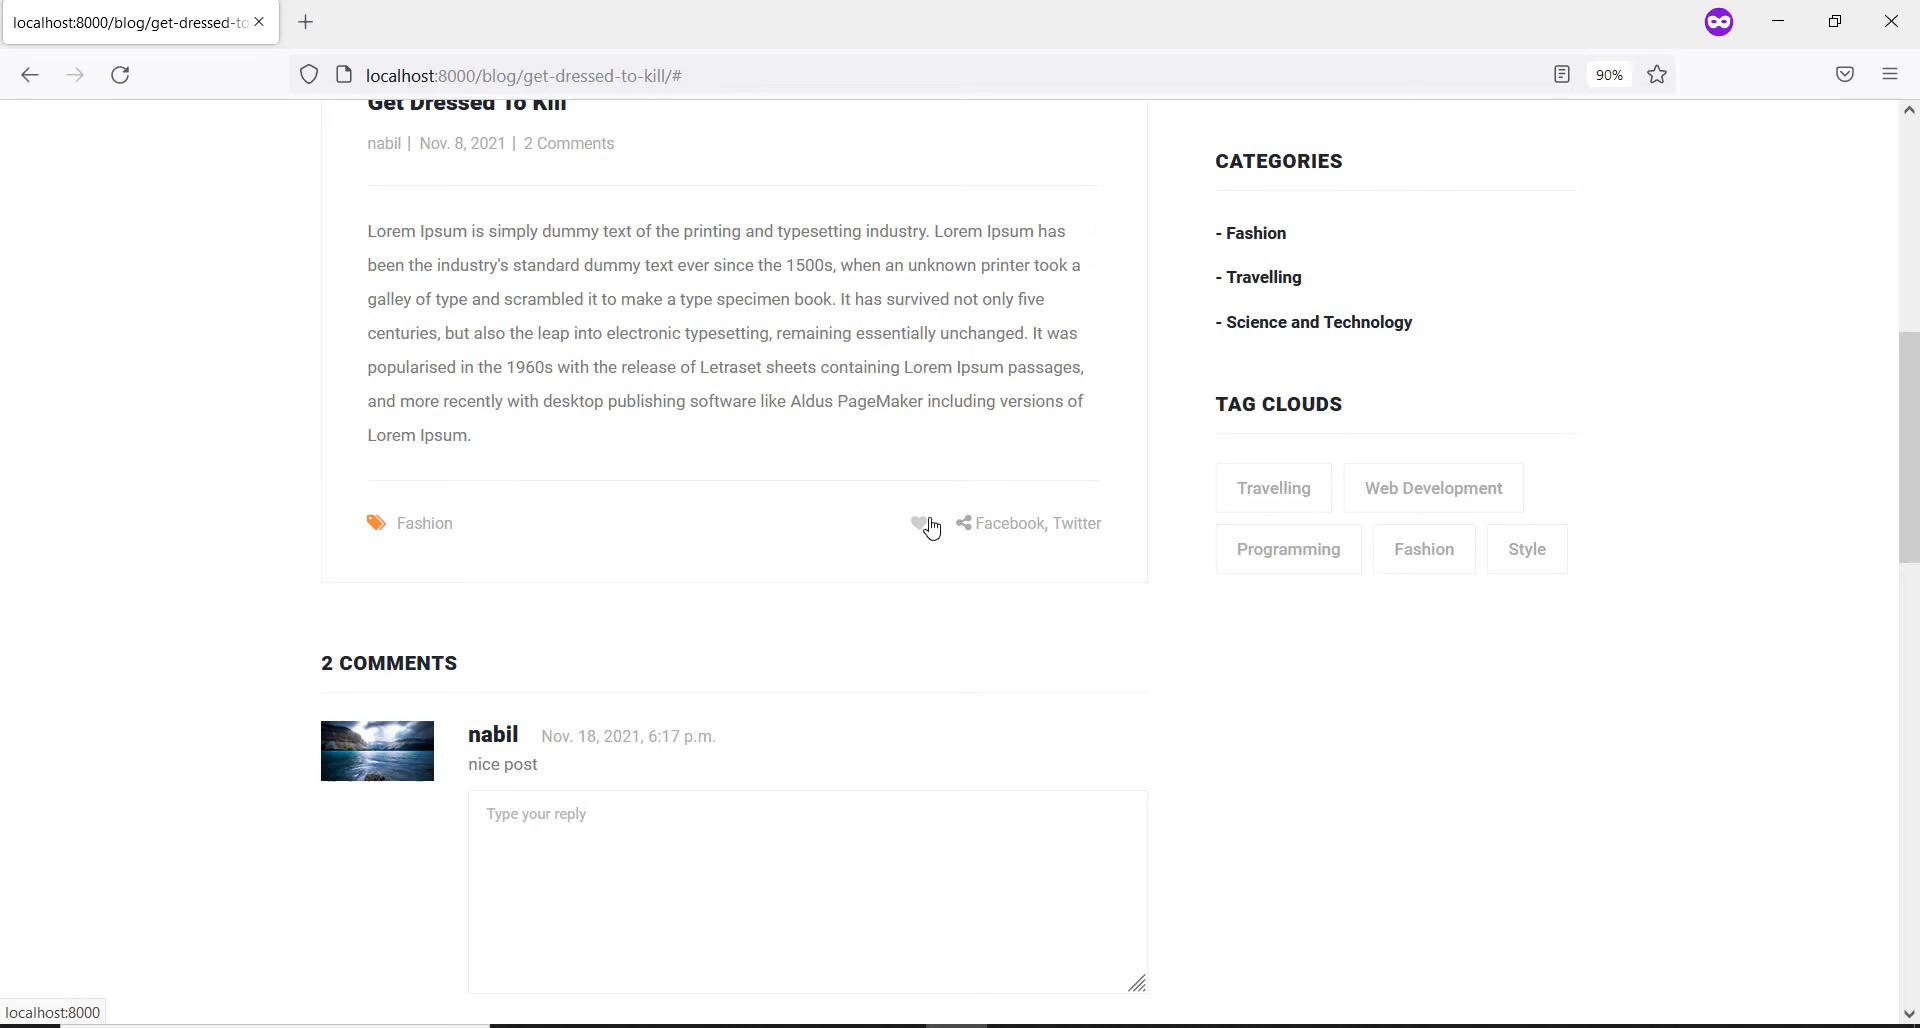 localhost:8000/blog/get-dressed-to
localhost:8000/blog/get-dressed-to-kill/#
90%
Get Dressed To Kill
nabil | Nov. 8, 2021 | 2 Comments
Lorem Ipsum is simply dummy text of the printing and typesetting industry. Lorem Ipsum has
been the industry's standard dummy text ever since the 1500s, when an unknown printer took a
galley of type and scrambled it to make a type specimen book. It has survived not only five
centuries, but also the leap into electronic typesetting, remaining essentially unchanged. It was
popularised in the 1960s with the release of Letraset sheets containing Lorem Ipsum passages,
and more recently with desktop publishing software like Aldus PageMaker including versions of
Lorem Ipsum.
Fashion
Facebook, Twitter
2 COMMENTS
nabil Nov. 18, 2021, 6:17 p.m.
nice post
Type your reply
CATEGORIES
- Fashion
- Travelling
- Science and Technology
TAG CLOUDS
Travelling Web Development
Programming Fashion Style
localhost:8000